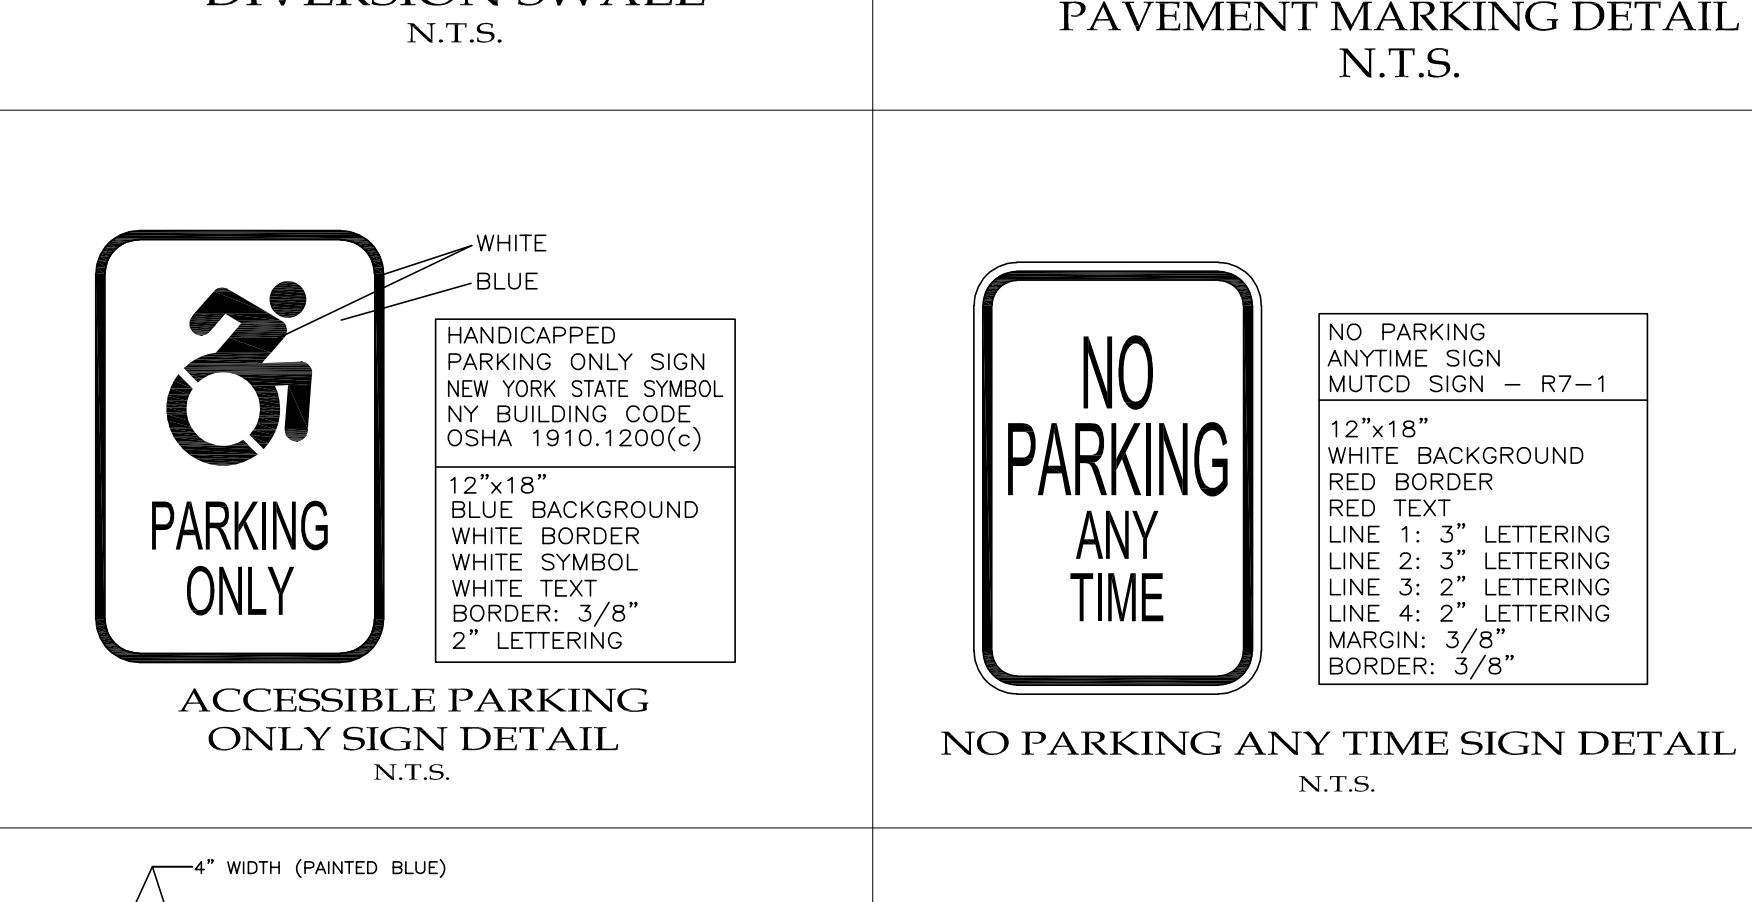 DIVERSION SWALE
N.T.S.
PAVEMENT MARKING DETAIL
N.T.S.
WHITE
BLUE
PARKING
ONLY
HANDICAPPED
PARKING ONLY SIGN
NEW YORK STATE SYMBOL
NY BUILDING CODE
OSHA 1910.1200(c)
12"x18"
BLUE BACKGROUND
WHITE BORDER
WHITE SYMBOL
WHITE TEXT
BORDER: 3/8"
2" LETTERING
ACCESSIBLE PARKING
ONLY SIGN DETAIL
N.T.S.
NO
PARKING
ANY
TIME
NO PARKING
ANYTIME SIGN
MUTCD SIGN – R7–1
12"x18"
WHITE BACKGROUND
RED BORDER
RED TEXT
LINE 1: 3" LETTERING
LINE 2: 3" LETTERING
LINE 3: 2" LETTERING
LINE 4: 2" LETTERING
MARGIN: 3/8"
BORDER: 3/8"
NO PARKING ANY TIME SIGN DETAIL
N.T.S.
4" WIDTH (PAINTED BLUE)